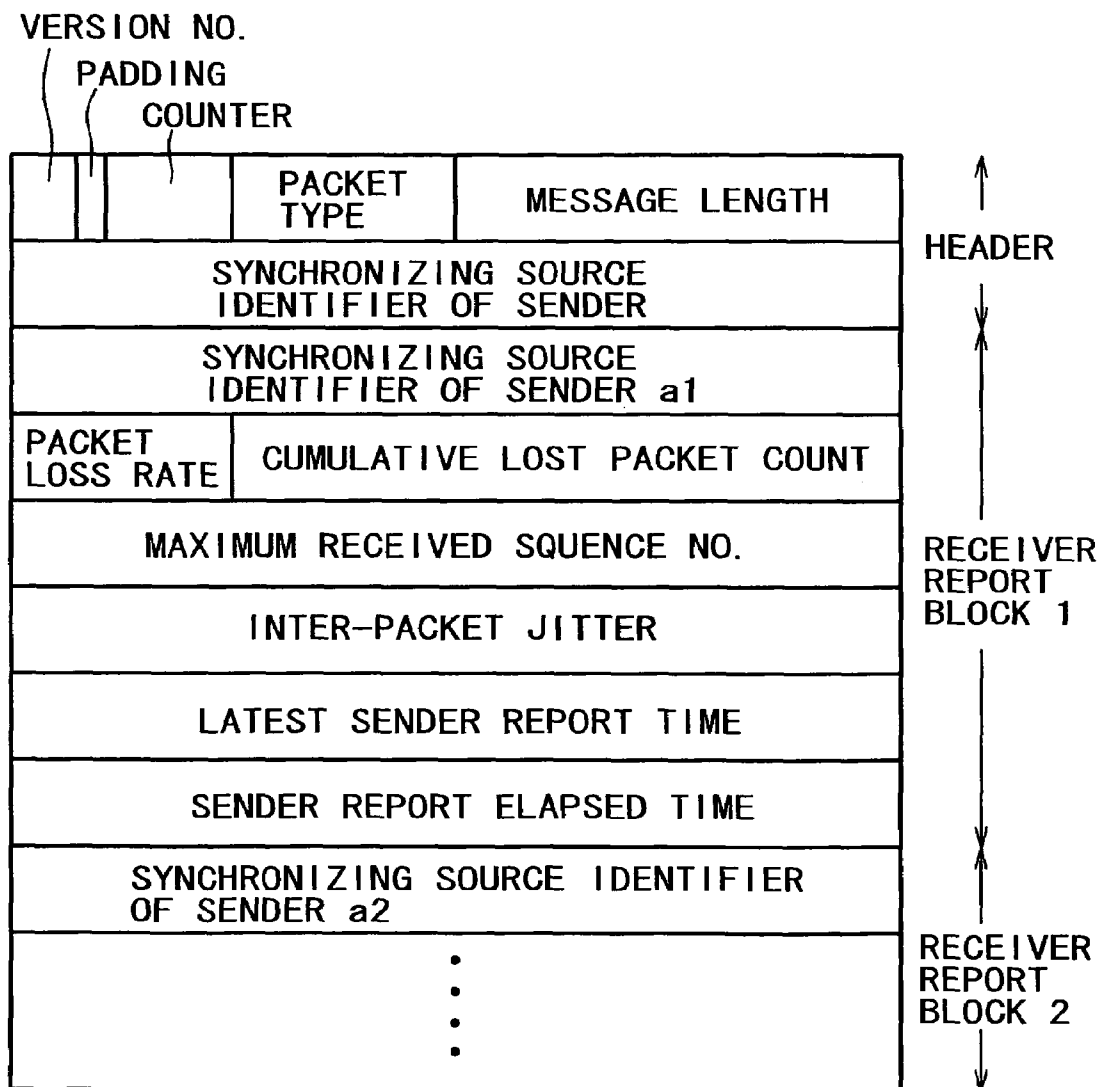 VERSION NO.
PADDING
COUNTER
PACKET
TYPE
MESSAGE LENGTH
HEADER
SYNCHRONIZING SOURCE
IDENTIFIER OF SENDER
SYNCHRONIZING SOURCE
IDENTIFIER OF SENDER a1
PACKET
LOSS RATE
CUMULATIVE LOST PACKET COUNT
MAXIMUM RECEIVED SQUENCE NO.
INTER-PACKET JITTER
LATEST SENDER REPORT TIME
SENDER REPORT ELAPSED TIME
RECEIVER
REPORT
BLOCK 1
SYNCHRONIZING SOURCE IDENTIFIER
OF SENDER a2
RECEIVER
REPORT
BLOCK 2